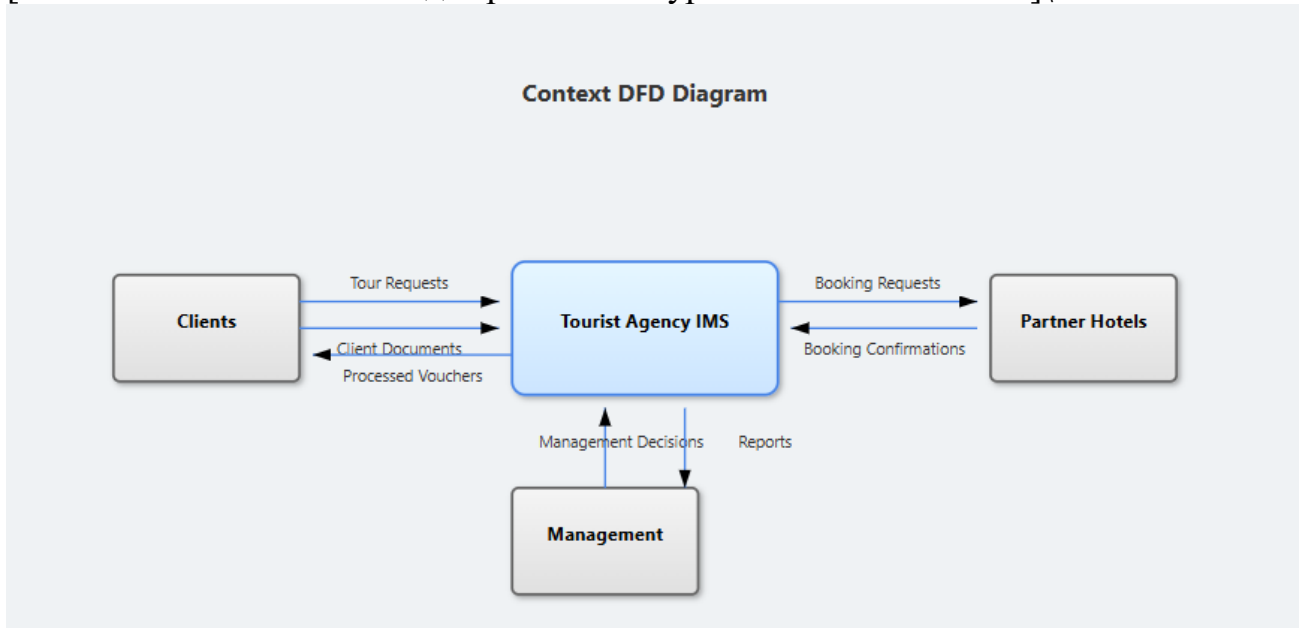 Context DFD Diagram
Tour Requests
Booking Requests
Clients
Tourist Agency IMS
Partner Hotels
Client Documents
Booking Confirmations
Processed Vouchers
Management Decisions
Reports
Management